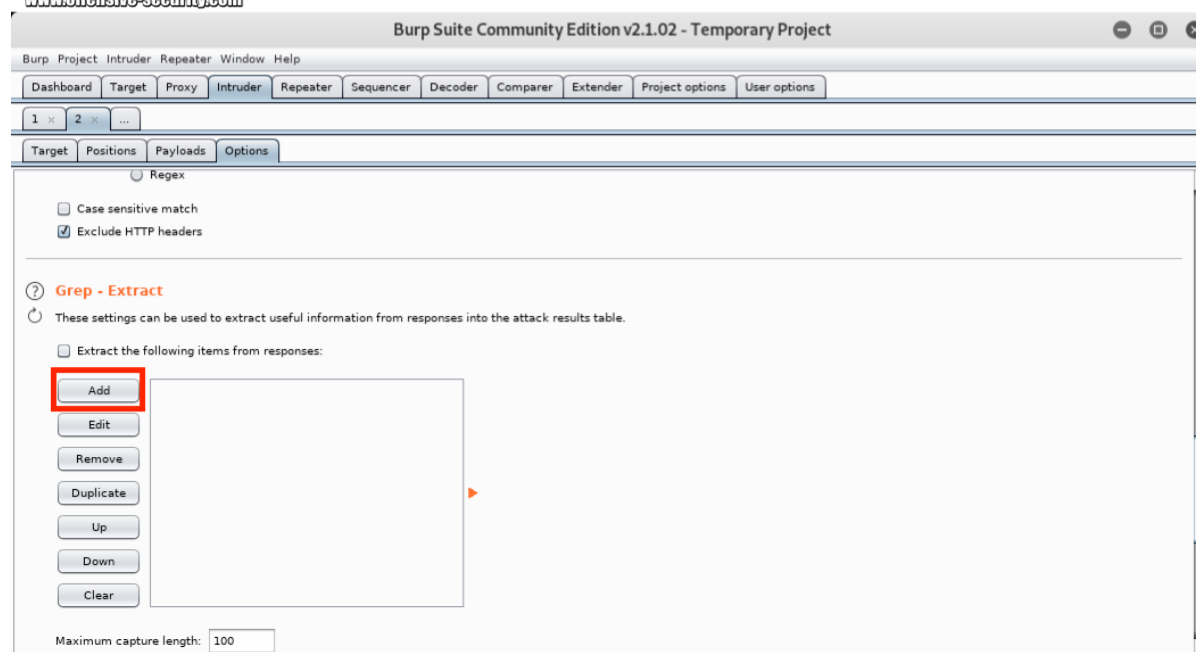 www.offensive-security.com
Burp Suite Community Edition v2.1.02 - Temporary Project
Burp Project Intruder Repeater Window Help
Dashboard Target Proxy Intruder Repeater Sequencer Decoder Comparer Extender Project options User options
1 × 2 × ...
Target Positions Payloads Options
Regex
Case sensitive match
Exclude HTTP headers
? Grep - Extract
These settings can be used to extract useful information from responses into the attack results table.
Extract the following items from responses:
Add
Edit
Remove
Duplicate
Up
Down
Clear
Maximum capture length: 100